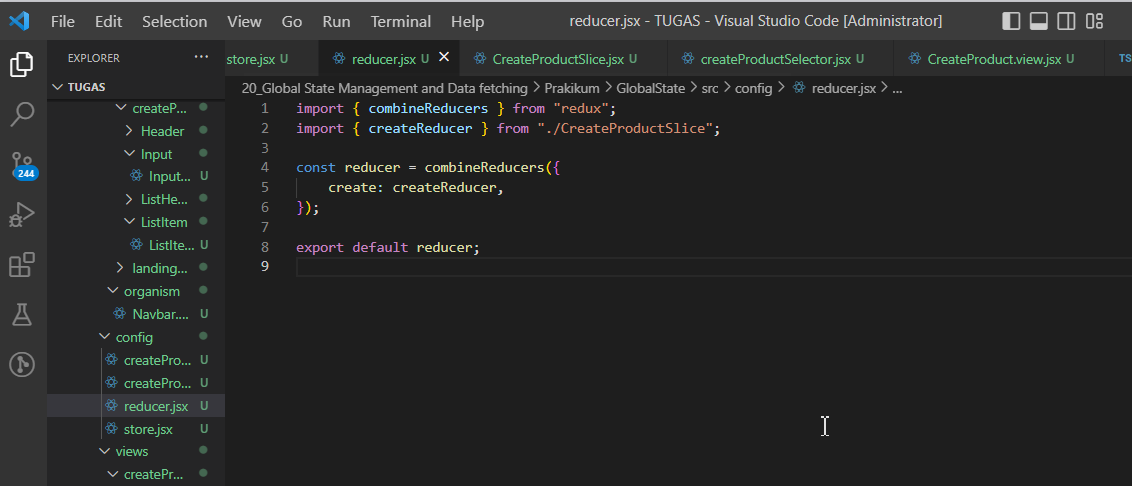 File Edit Selection View Go Run Terminal Help reducer.jsx - TUGAS - Visual Studio Code [Administrator]
EXPLORER ···
store.jsx U reducer.jsx U CreateProductSlice.jsx U createProductSelector.jsx U CreateProduct.view.jsx U TS
TUGAS
20_Global State Management and Data fetching > Prakikum > GlobalState > src > config > reducer.jsx > ...
createP...
Header
Input
Input... U
ListHe...
ListItem
ListIte... U
landing...
organism
Navbar.... U
config
createPro... U
createPro... U
reducer.jsx U
store.jsx U
views
createPr...
244
1 import { combineReducers } from "redux";
2 import { createReducer } from "./CreateProductSlice";
3
4 const reducer = combineReducers({
5 create: createReducer,
6 });
7
8 export default reducer;
9